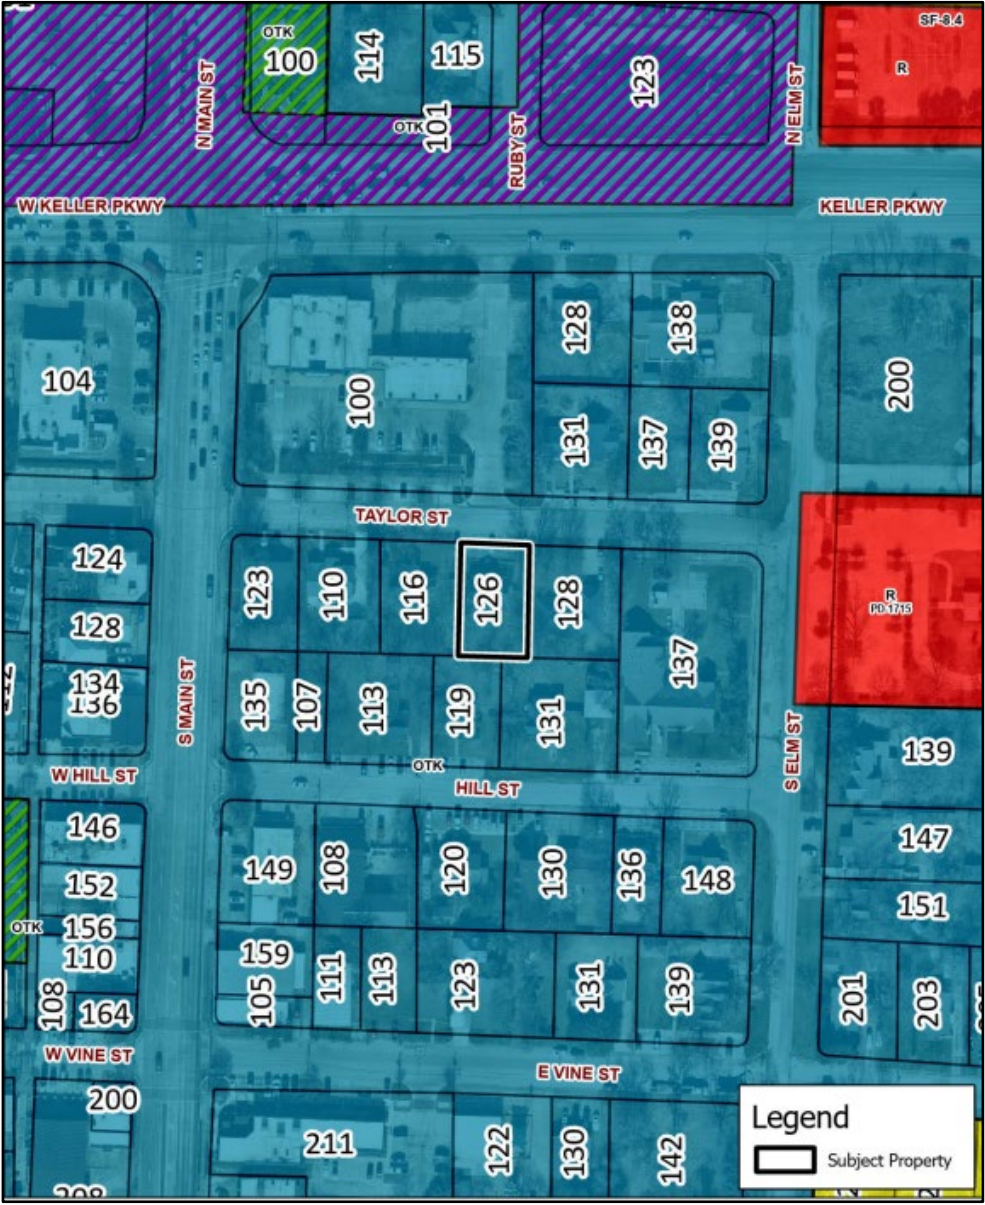 OTK
100
114
115
123
SF-8.4
R
N MAIN ST
OTK
101
RUBY ST
N ELM ST
W KELLER PKWY
KELLER PKWY
128
138
104
100
200
131
137
139
TAYLOR ST
124
123
110
116
126
128
R
PD-1715
128
137
134
136
S MAIN ST
135
107
113
119
131
139
W HILL ST
OTK
HILL ST
S ELM ST
146
149
108
120
130
136
148
147
152
151
OTK
156
110
159
111
113
123
131
139
201
203
108
164
105
W VINE ST
E VINE ST
200
211
122
130
142
Legend
Subject Property